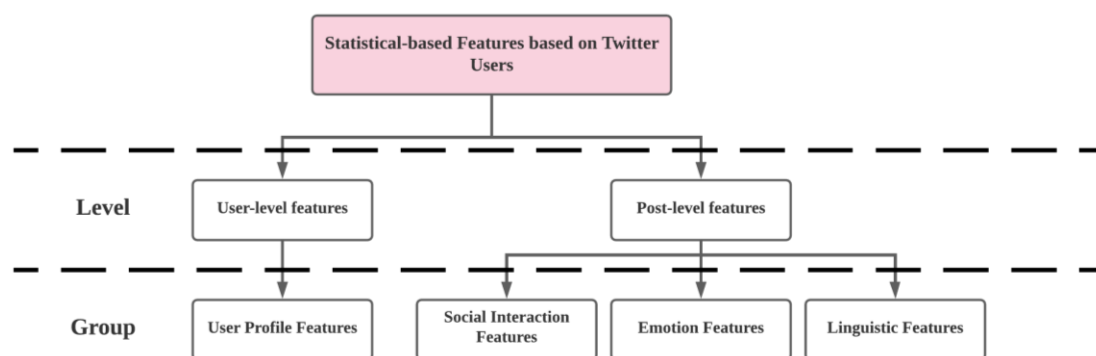 Statistical-based Features based on Twitter
Users
Level
User-level features
Post-level features
Group
User Profile Features
Social Interaction
Features
Emotion Features
Linguistic Features